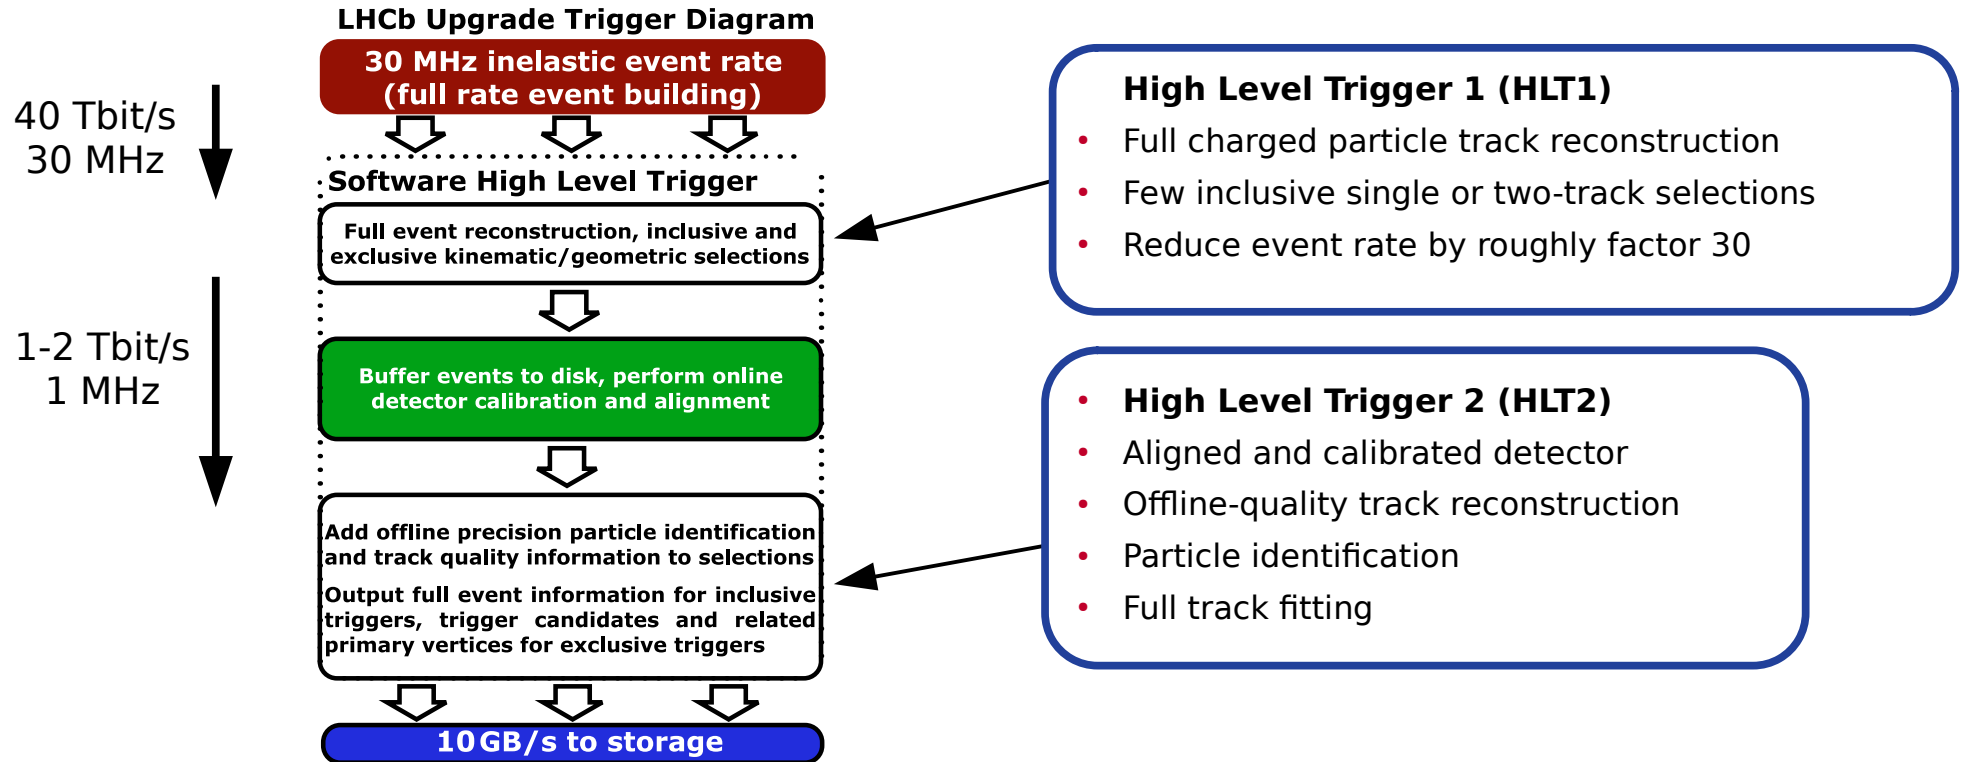 LHCb Upgrade Trigger Diagram
30 MHz inelastic event rate
(full rate event building)
40 Tbit/s
30 MHz
Software High Level Trigger
Full event reconstruction, inclusive and
exclusive kinematic/geometric selections
1-2 Tbit/s
1 MHz
Buffer events to disk, perform online
detector calibration and alignment
Add offline precision particle identification
and track quality information to selections
Output full event information for inclusive
triggers, trigger candidates and related
primary vertices for exclusive triggers
10 GB/s to storage
High Level Trigger 1 (HLT1)
• Full charged particle track reconstruction
• Few inclusive single or two-track selections
• Reduce event rate by roughly factor 30
• High Level Trigger 2 (HLT2)
• Aligned and calibrated detector
• Offline-quality track reconstruction
• Particle identification
• Full track fitting